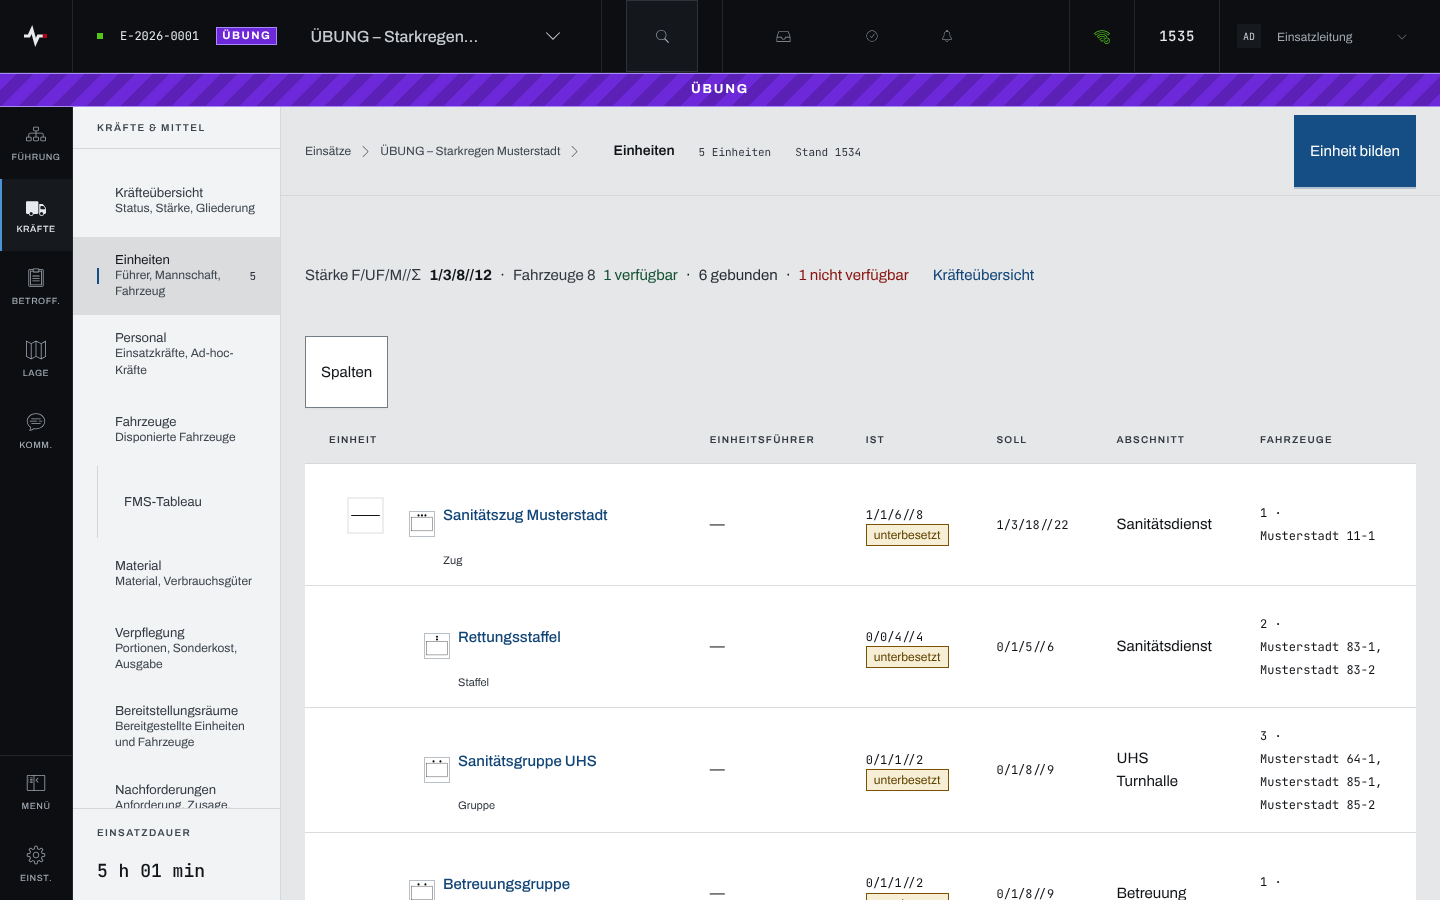 E-2026-0001 ÜBUNG ÜBUNG – Starkregen... 1535 AD Einsatzleitung
ÜBUNG
FÜHRUNG
KRÄFTE
BETROFF.
LAGE
KOMM.
MENÜ
EINST.
KRÄFTE & MITTEL
Kräfteübersicht
Status, Stärke, Gliederung
Einheiten
Führer, Mannschaft,
Fahrzeug
5
Personal
Einsatzkräfte, Ad-hoc-
Kräfte
Fahrzeuge
Disponierte Fahrzeuge
FMS-Tableau
Material
Material, Verbrauchsgüter
Verpflegung
Portionen, Sonderkost,
Ausgabe
Bereitstellungsräume
Bereitgestellte Einheiten
und Fahrzeuge
Nachforderungen
Anforderung, Zusage,
EINSATZDAUER
5 h 01 min
Einsätze ÜBUNG – Starkregen Musterstadt Einheiten 5 Einheiten Stand 1534
Einheit bilden
Stärke F/UF/M//Σ 1/3/8//12 · Fahrzeuge 8 1 verfügbar · 6 gebunden · 1 nicht verfügbar Kräfteübersicht
Spalten
EINHEIT EINHEITSFÜHRER IST SOLL ABSCHNITT FAHRZEUGE
Sanitätszug Musterstadt
Zug
—
1/1/6//8
unterbesetzt
1/3/18//22
Sanitätsdienst
1 ·
Musterstadt 11-1
Rettungsstaffel
Staffel
—
0/0/4//4
unterbesetzt
0/1/5//6
Sanitätsdienst
2 ·
Musterstadt 83-1,
Musterstadt 83-2
Sanitätsgruppe UHS
Gruppe
—
0/1/1//2
unterbesetzt
0/1/8//9
UHS
Turnhalle
3 ·
Musterstadt 64-1,
Musterstadt 85-1,
Musterstadt 85-2
Betreuungsgruppe
—
0/1/1//2
0/1/8//9
Betreuung
1 ·